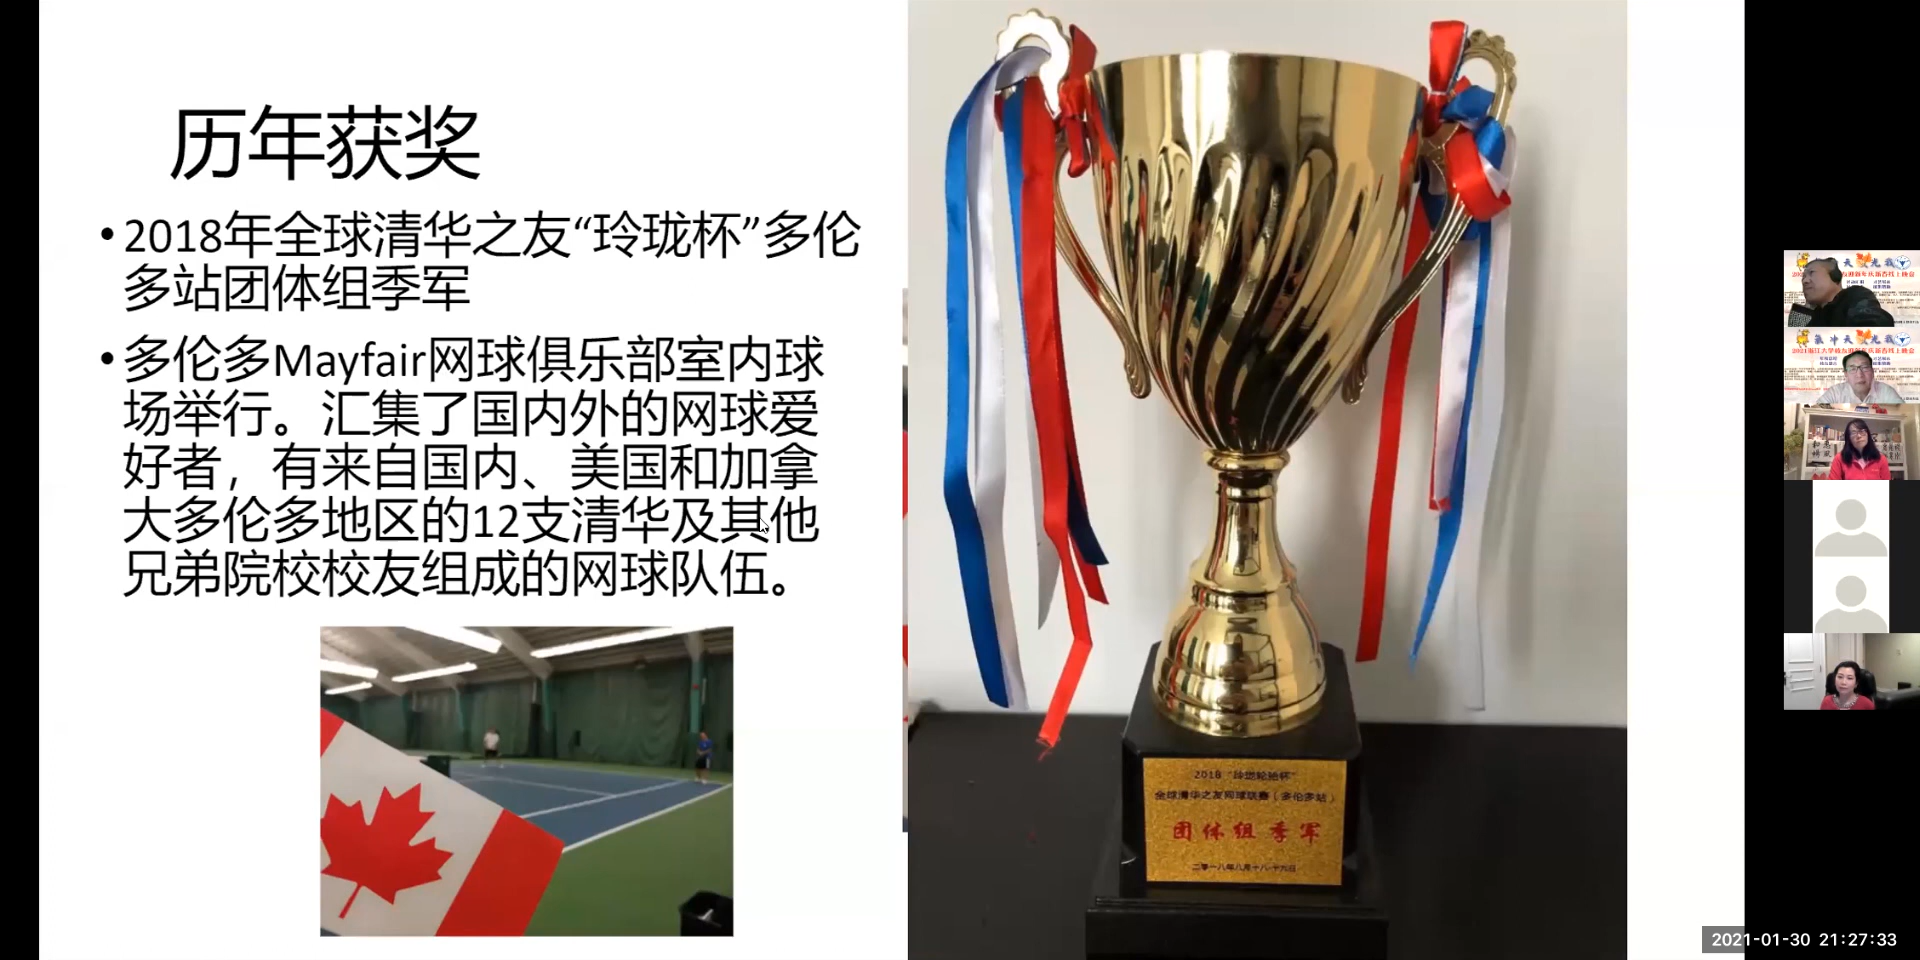 历年获奖
•2018年全球清华之友“玲珑杯”多伦
多站团体组季军
•多伦多Mayfair网球俱乐部室内球
场举行。汇集了国内外的网球爱
好者，有来自国内、美国和加拿
大多伦多地区的12支清华及其他
兄弟院校校友组成的网球队伍。
2018“玲珑轮胎杯”
全球清华之友网球联赛（多伦多站）
团体组季军
二零一八年八月十八-十九日
2021-01-30 21:27:33